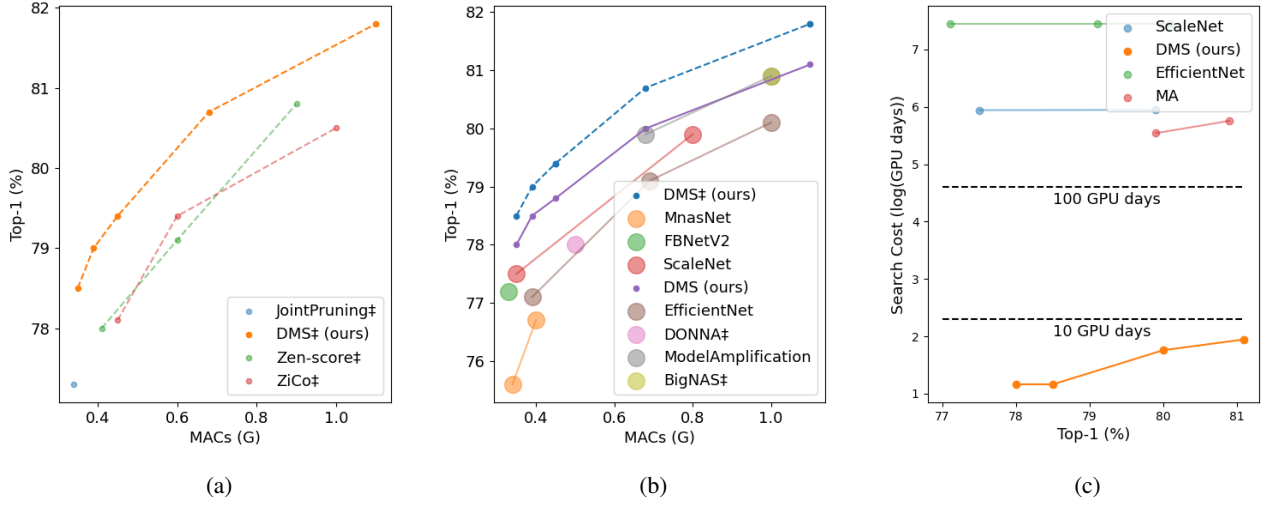 82
81
80
79
78
Top-1 (%)
0.4 0.6 0.8 1.0
MACs (G)
JointPruning‡
DMS‡ (ours)
Zen-score‡
ZiCo‡
(a)
82
81
80
79
78
77
76
Top-1 (%)
0.4 0.6 0.8 1.0
MACs (G)
DMS‡ (ours)
MnasNet
FBNetV2
ScaleNet
DMS (ours)
EfficientNet
DONNA‡
ModelAmplification
BigNAS‡
(b)
7
6
5
4
3
2
1
Search Cost (log(GPU days))
77 78 79 80 81
Top-1 (%)
ScaleNet
DMS (ours)
EfficientNet
MA
100 GPU days
10 GPU days
(c)